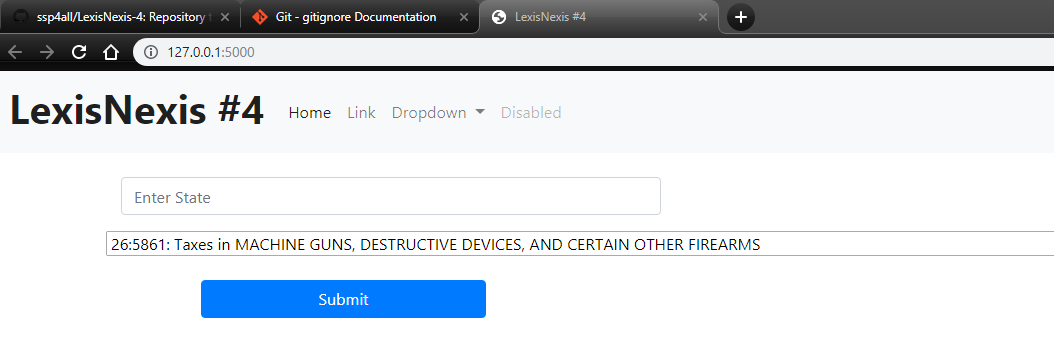 ssp4all/LexisNexis-4: Repository
Git - gitignore Documentation
LexisNexis #4
127.0.0.1:5000
LexisNexis #4
Home
Link
Dropdown
Disabled
Enter State
26:5861: Taxes in MACHINE GUNS, DESTRUCTIVE DEVICES, AND CERTAIN OTHER FIREARMS
Submit